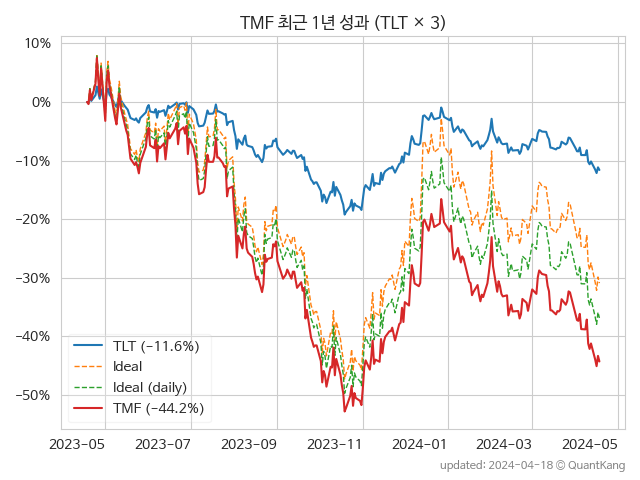 TMF 최근 1년 성과 (TLT × 3)
10%
0%
−10%
−20%
−30%
−40%
−50%
TLT (−11.6%)
Ideal
Ideal (daily)
TMF (−44.2%)
2023-05
2023-07
2023-09
2023-11
2024-01
2024-03
2024-05
updated: 2024-04-18 © QuantKang